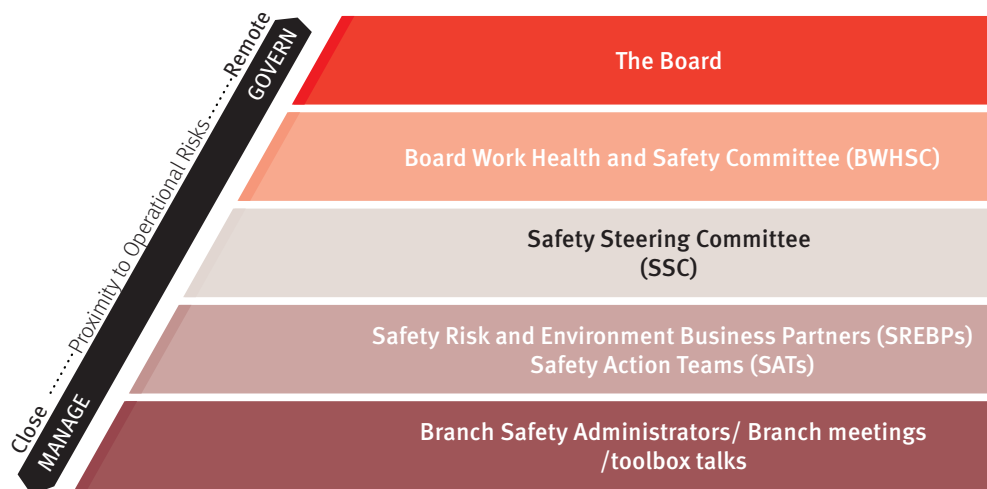 The Board
Board Work Health and Safety Committee (BWHSC)
Safety Steering Committee
(SSC)
Safety Risk and Environment Business Partners (SREBPs)
Safety Action Teams (SATs)
Branch Safety Administrators/ Branch meetings
/toolbox talks
Close ......Proximity to Operational Risks........Remote
MANAGE
GOVERN